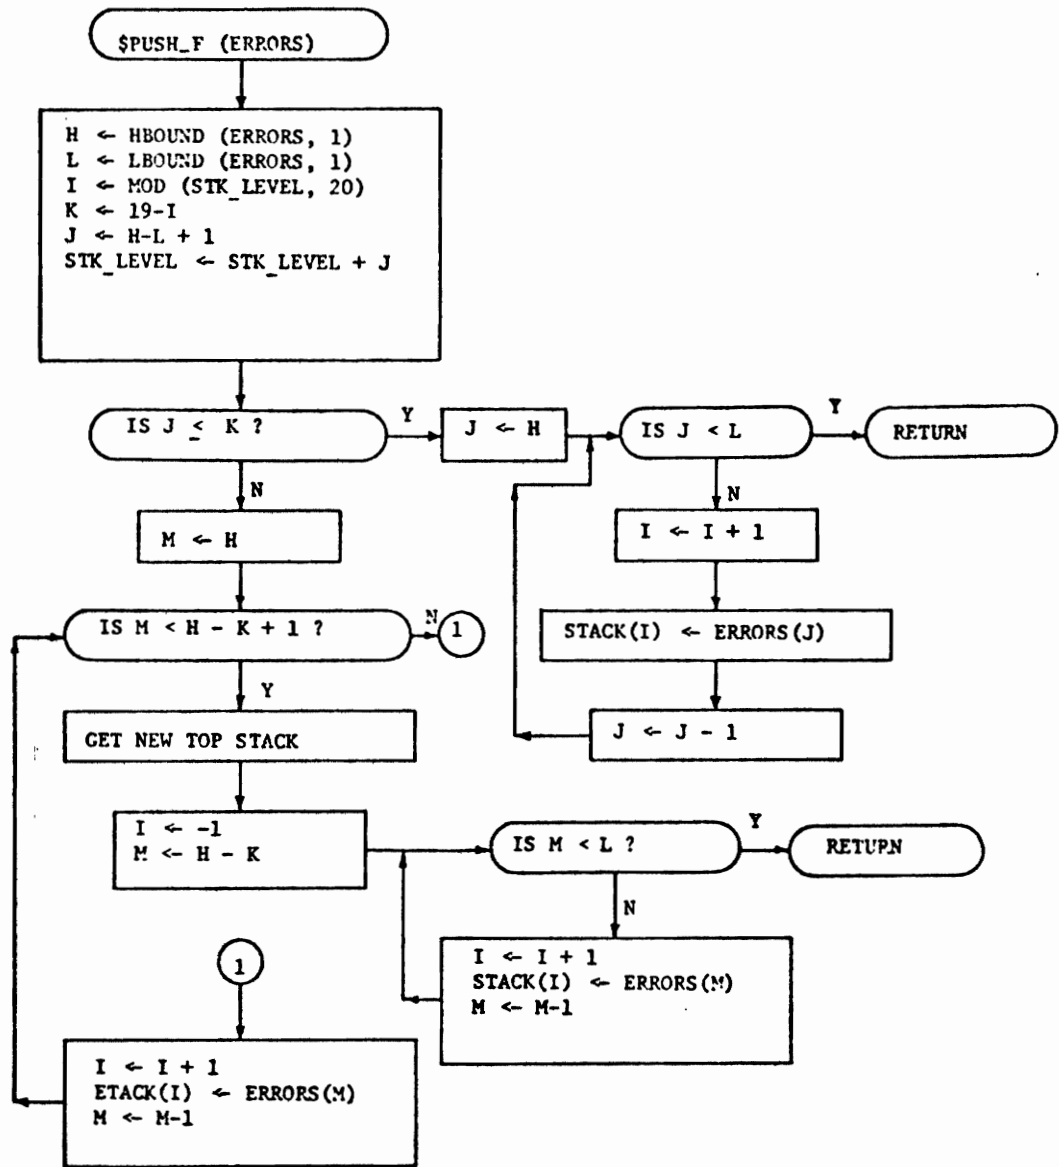 $PUSH_F (ERRORS)
H ← HBOUND (ERRORS, 1)
L ← LBOUND (ERRORS, 1)
I ← MOD (STK_LEVEL, 20)
K ← 19-I
J ← H-L + 1
STK_LEVEL ← STK_LEVEL + J
IS J ≤ K ?
Y
J ← H
IS J < L
Y
RETURN
N
M ← H
N
I ← I + 1
IS M < H - K + 1 ?
N
1
STACK(I) ← ERRORS(J)
Y
GET NEW TOP STACK
J ← J - 1
I ← -1
M ← H - K
IS M < L ?
Y
RETURN
N
I ← I + 1
STACK(I) ← ERRORS(M)
M ← M-1
1
I ← I + 1
ETACK(I) ← ERRORS(M)
M ← M-1